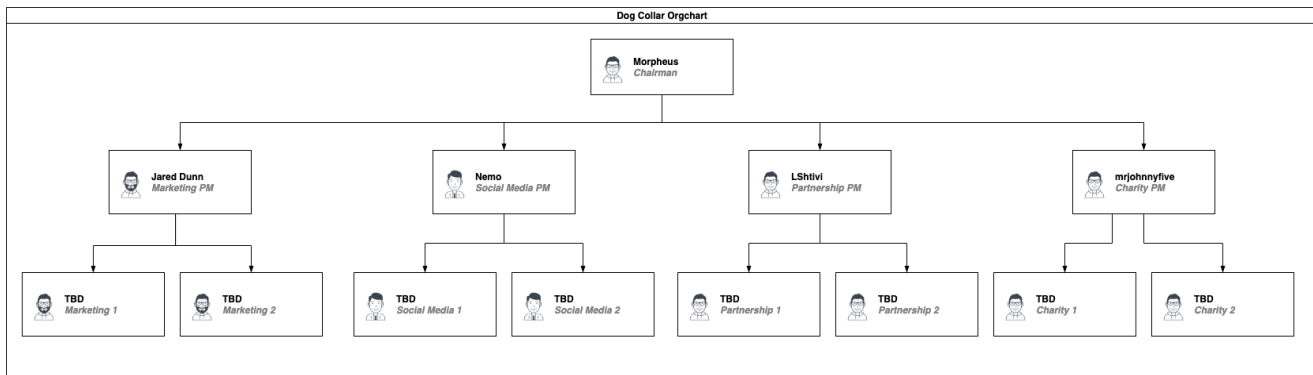 Dog Collar Orgchart
Morpheus
Chairman
Jared Dunn
Marketing PM
Nemo
Social Media PM
LShtivi
Partnership PM
mrjohnnyfive
Charity PM
TBD
Marketing 1
TBD
Marketing 2
TBD
Social Media 1
TBD
Social Media 2
TBD
Partnership 1
TBD
Partnership 2
TBD
Charity 1
TBD
Charity 2